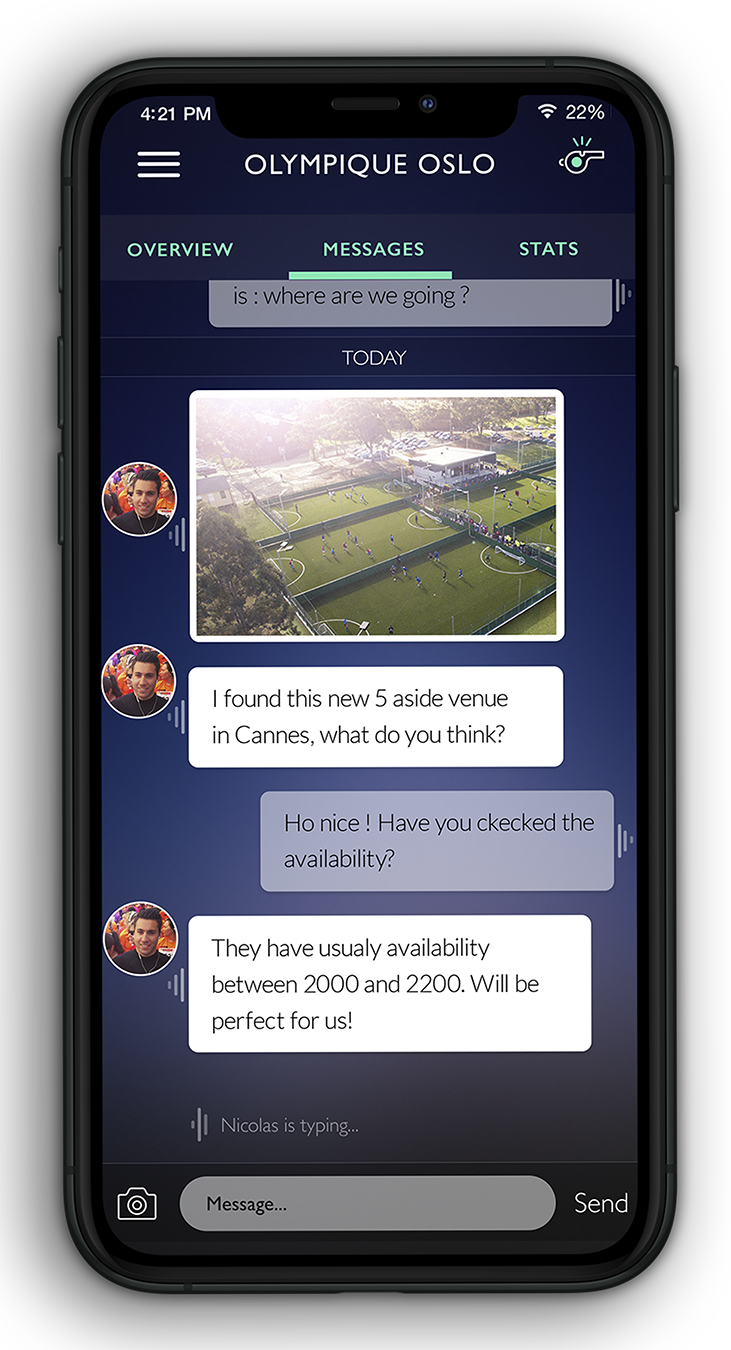 4:21 PM 22%
OLYMPIQUE OSLO
OVERVIEW MESSAGES STATS
is : where are we going ?
TODAY
I found this new 5 aside venue
in Cannes, what do you think?
Ho nice ! Have you ckecked the
availability?
They have usualy availability
between 2000 and 2200. Will be
perfect for us!
Nicolas is typing...
Message... Send